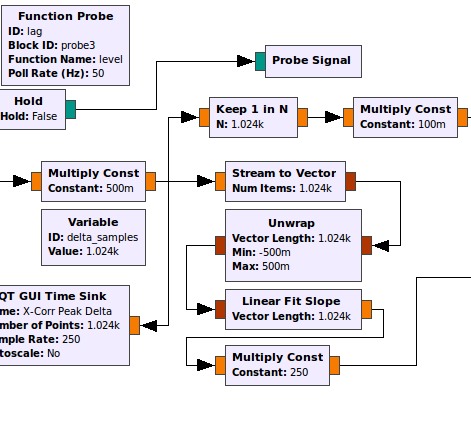 Function Probe
ID: lag
Block ID: probe3
Function Name: level
Poll Rate (Hz): 50
Probe Signal
Hold
Hold: False
Keep 1 in N
N: 1.024k
Multiply Const
Constant: 100m
Multiply Const
Constant: 500m
Stream to Vector
Num Items: 1.024k
Variable
ID: delta_samples
Value: 1.024k
Unwrap
Vector Length: 1.024k
Min: -500m
Max: 500m
QT GUI Time Sink
me: X-Corr Peak Delta
mber of Points: 1.024k
mple Rate: 250
toscale: No
Linear Fit Slope
Vector Length: 1.024k
Multiply Const
Constant: 250